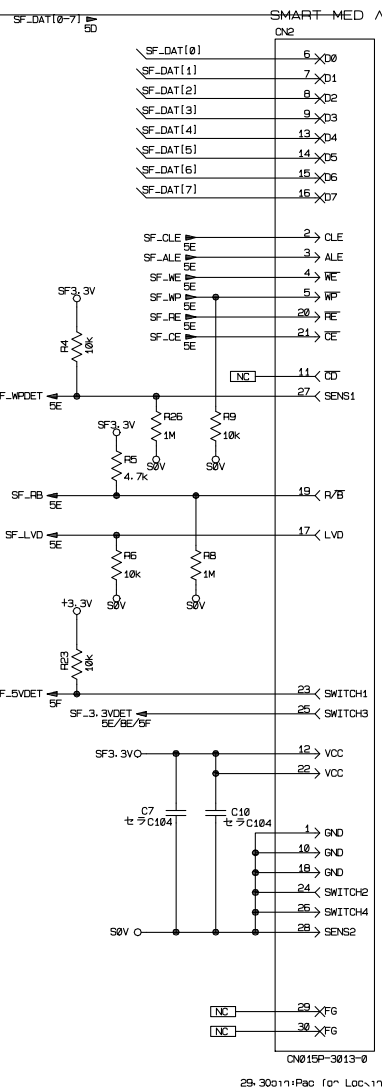 SMART MED
SF_DAT[0-7]
5D
CN2
SF_DAT[0] 6 D0
SF_DAT[1] 7 D1
SF_DAT[2] 8 D2
SF_DAT[3] 9 D3
SF_DAT[4] 13 D4
SF_DAT[5] 14 D5
SF_DAT[6] 15 D6
SF_DAT[7] 16 D7
SF_CLE 5E 2 CLE
SF_ALE 5E 3 ALE
SF_WE 5E 4 WE
SF_WP 5E 5 WP
SF_RE 5E 20 RE
SF_CE 5E 21 CE
SF3.3V
R4 10k
NC 11 CD
F_WPDET 5E 27 SENS1
R26 1M
R9 10k
S0V S0V
SF3.3V
R5
4.7k
SF_RB 5E 19 R/B
SF_LVD 5E 17 LVD
R6 10k
R8 1M
S0V S0V
+3.3V
R23 10k
F_5VDET 5F 23 SWITCH1
SF_3.3VDET 25 SWITCH3
5E/8E/5F
SF3.3V 12 VCC
22 VCC
C7 C10
セラC104 セラC104
1 GND
10 GND
18 GND
24 SWITCH2
26 SWITCH4
S0V 28 SENS2
NC 29 FG
NC 30 FG
CN015P-3013-0
29,30pin:Pad for